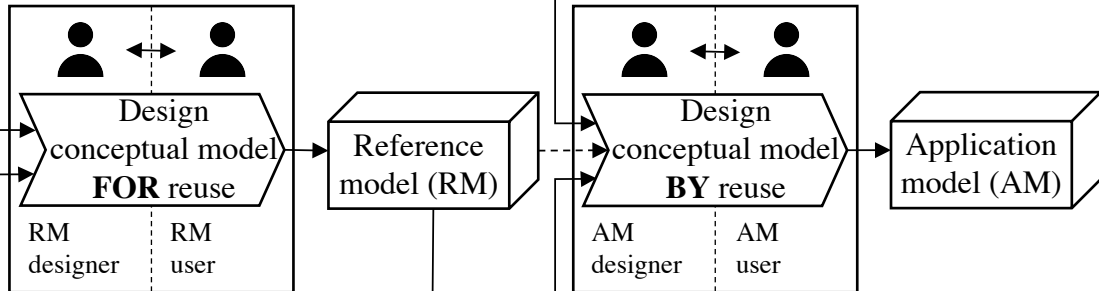 Design
conceptual model
FOR reuse
RM
designer
RM
user
Reference
model (RM)
Design
conceptual model
BY reuse
AM
designer
AM
user
Application
model (AM)